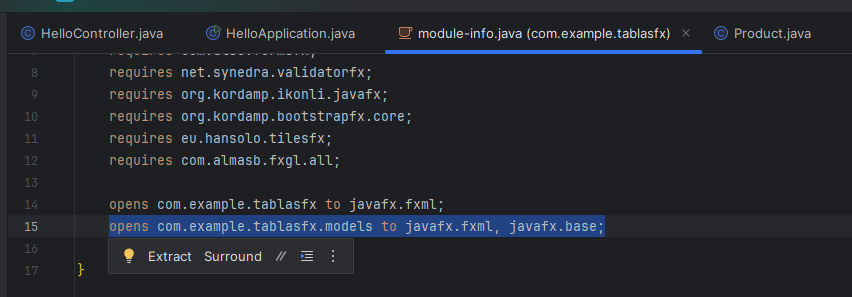 HelloController.java
HelloApplication.java
module-info.java (com.example.tablasfx)
Product.java
8 requires net.synedra.validatorfx;
9 requires org.kordamp.ikonli.javafx;
10 requires org.kordamp.bootstrapfx.core;
11 requires eu.hansolo.tilesfx;
12 requires com.almasb.fxgl.all;
13
14 opens com.example.tablasfx to javafx.fxml;
15 opens com.example.tablasfx.models to javafx.fxml, javafx.base;
16
Extract Surround //
17 }